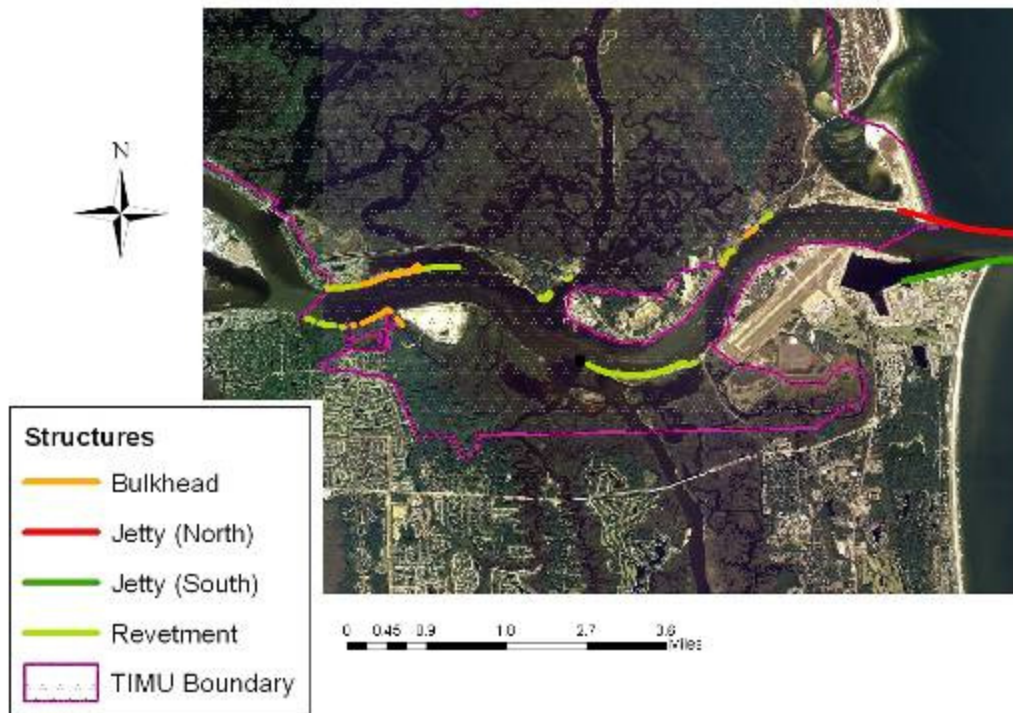 N
Structures
Bulkhead
Jetty (North)
Jetty (South)
Revetment
TIMU Boundary
0 0.45 0.9 1.8 2.7 3.6
Miles